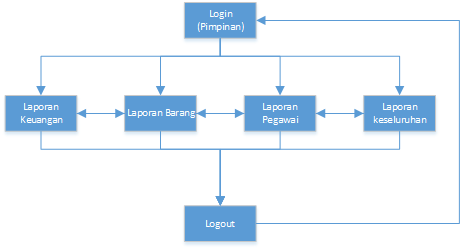 Login
(Pimpinan)
Laporan
Keuangan
Laporan Barang
Laporan
Pegawai
Laporan
keseluruhan
Logout